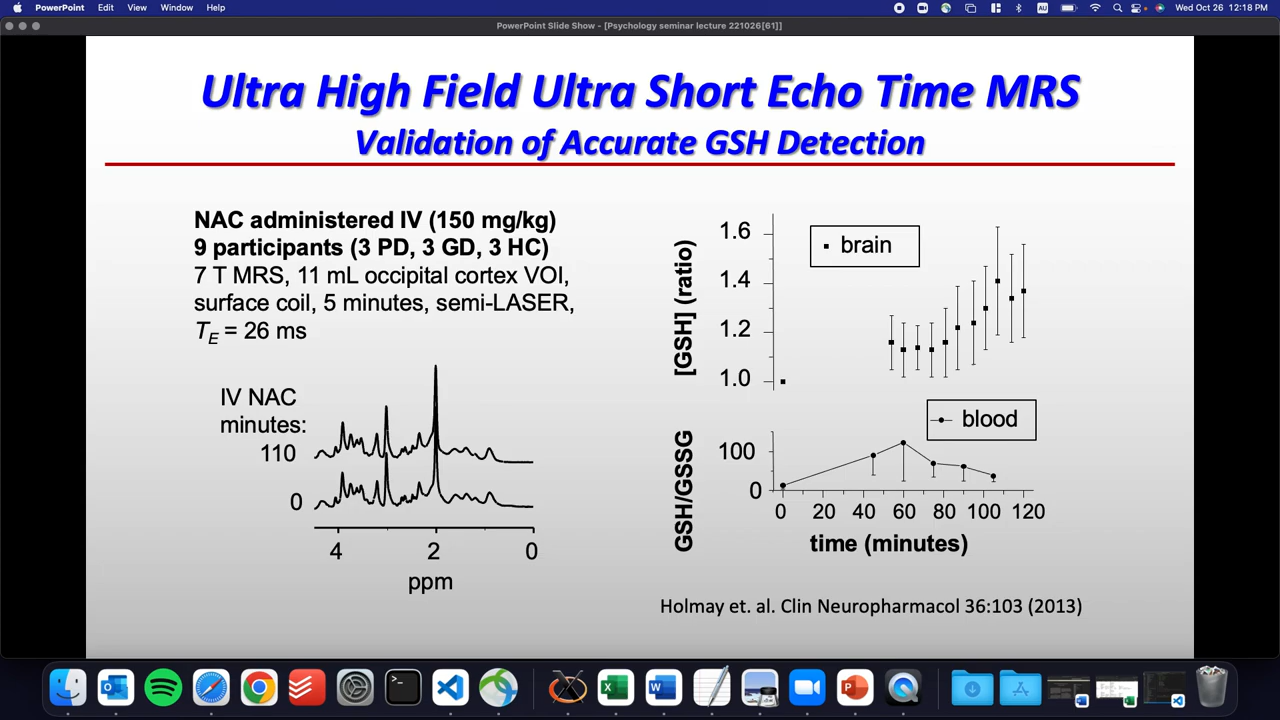 PowerPoint Edit View Window Help
Wed Oct 26 12:18 PM
PowerPoint Slide Show - [Psychology seminar lecture 221026[61]]
Ultra High Field Ultra Short Echo Time MRS
Validation of Accurate GSH Detection
NAC administered IV (150 mg/kg)
9 participants (3 PD, 3 GD, 3 HC)
7 T MRS, 11 mL occipital cortex VOI,
surface coil, 5 minutes, semi-LASER,
TE = 26 ms
IV NAC
minutes:
110
0
4 2 0
ppm
[GSH] (ratio)
1.6
1.4
1.2
1.0
brain
blood
GSH/GSSG
100
0
0 20 40 60 80 100 120
time (minutes)
Holmay et. al. Clin Neuropharmacol 36:103 (2013)